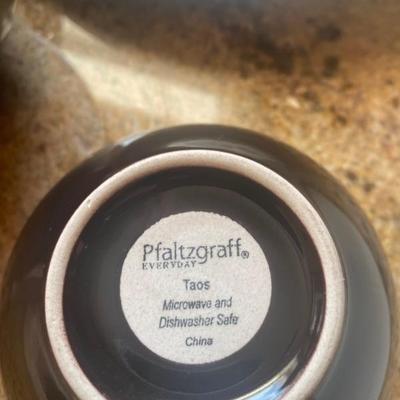 Pfaltzgraff®
EVERYDAY
Taos
Microwave and
Dishwasher Safe
China